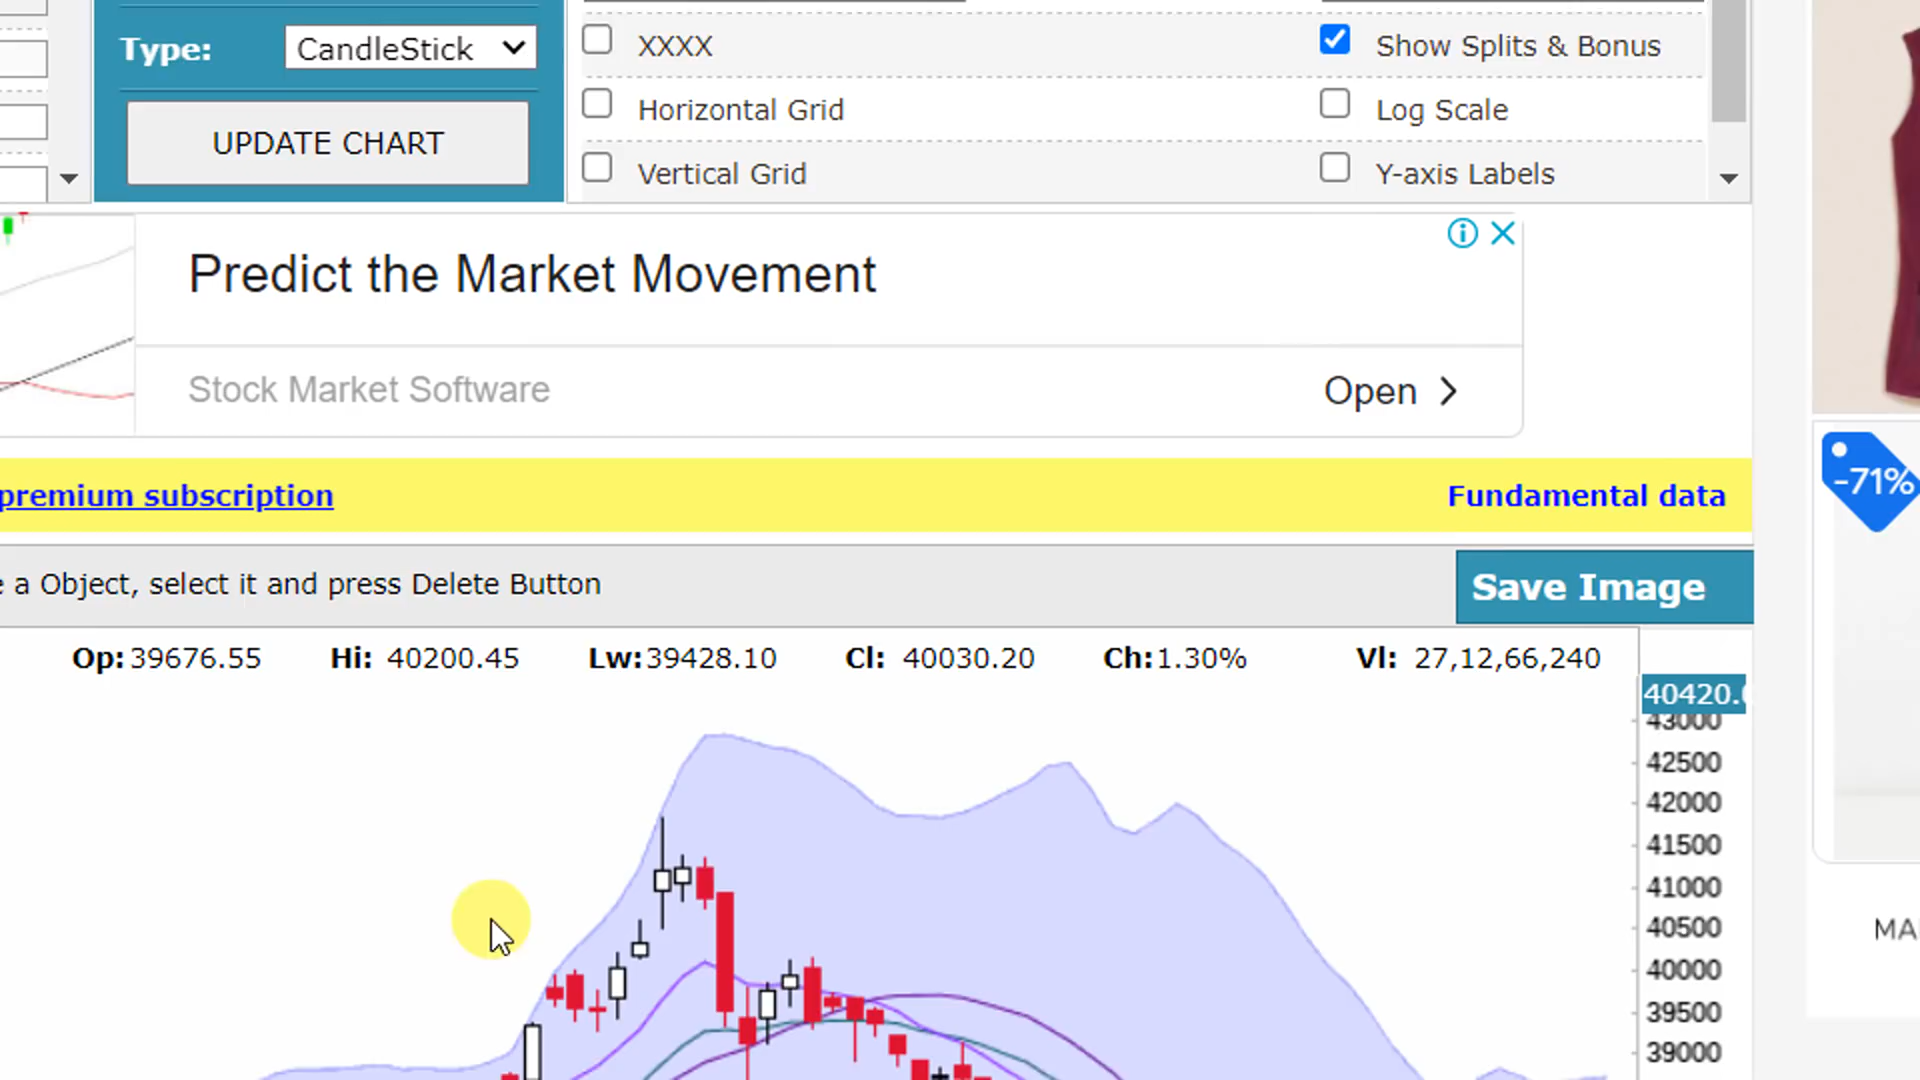 Type: CandleStick
XXXX
Show Splits & Bonus
UPDATE CHART
Horizontal Grid
Log Scale
Vertical Grid
Y-axis Labels
Predict the Market Movement
Stock Market Software
Open
premium subscription
Fundamental data
-71%
a Object, select it and press Delete Button
Save Image
Op: 39676.55 Hi: 40200.45 Lw: 39428.10 Cl: 40030.20 Ch: 1.30% Vl: 27,12,66,240
40420.
43000
42500
42000
41500
41000
40500
40000
39500
39000
MA